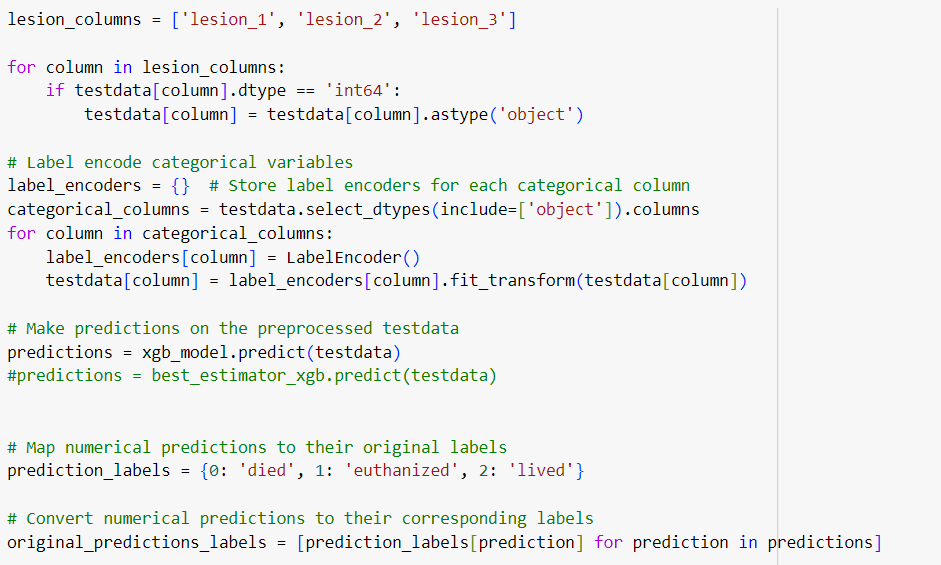 lesion_columns = ['lesion_1', 'lesion_2', 'lesion_3']
for column in lesion_columns:
    if testdata[column].dtype == 'int64':
        testdata[column] = testdata[column].astype('object')
# Label encode categorical variables
label_encoders = {}  # Store label encoders for each categorical column
categorical_columns = testdata.select_dtypes(include=['object']).columns
for column in categorical_columns:
    label_encoders[column] = LabelEncoder()
    testdata[column] = label_encoders[column].fit_transform(testdata[column])
# Make predictions on the preprocessed testdata
predictions = xgb_model.predict(testdata)
#predictions = best_estimator_xgb.predict(testdata)
# Map numerical predictions to their original labels
prediction_labels = {0: 'died', 1: 'euthanized', 2: 'lived'}
# Convert numerical predictions to their corresponding labels
original_predictions_labels = [prediction_labels[prediction] for prediction in predictions]